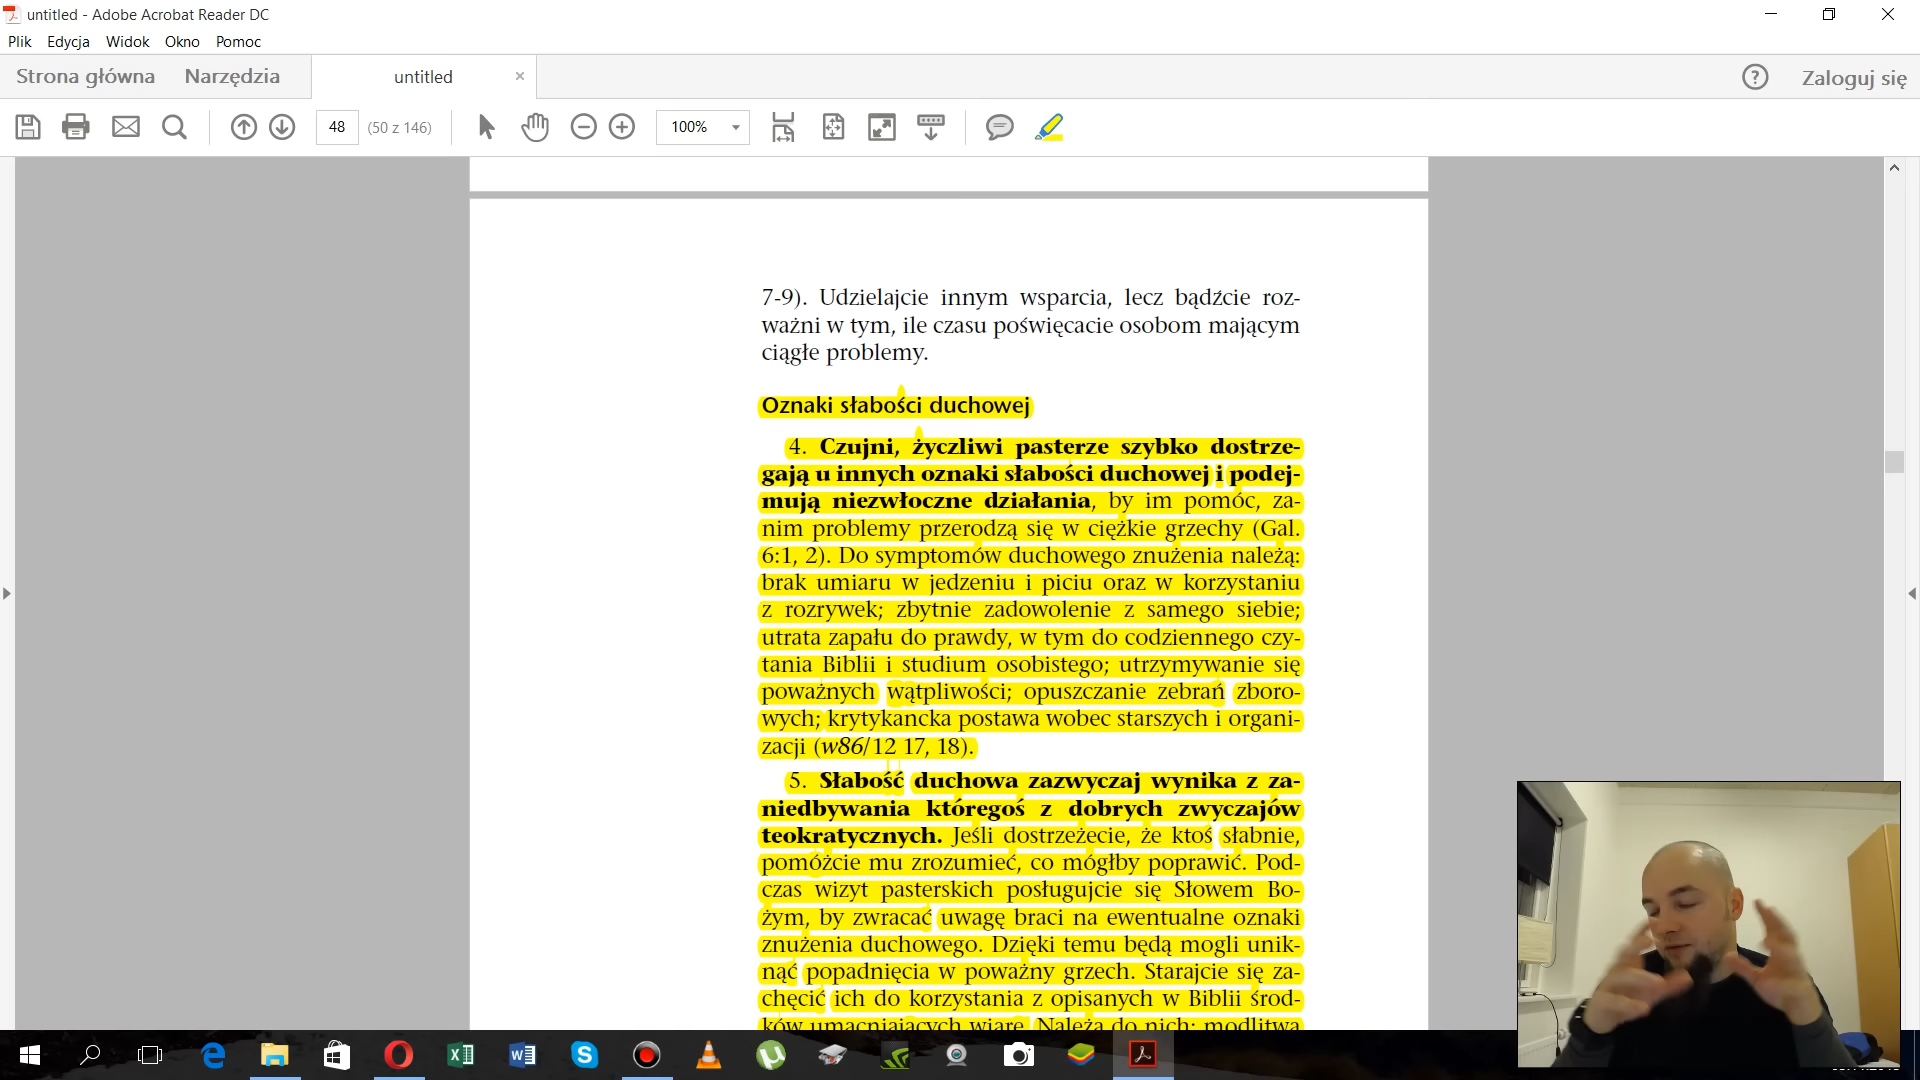 untitled - Adobe Acrobat Reader DC
Plik Edycja Widok Okno Pomoc
Strona główna Narzędzia untitled Zaloguj się
48 (50 z 146) 100%
7-9). Udzielajcie innym wsparcia, lecz bądźcie roz-
ważni w tym, ile czasu poświęcacie osobom mającym
ciągłe problemy.
Oznaki słabości duchowej
4. Czujni, życzliwi pasterze szybko dostrze-
gają u innych oznaki słabości duchowej i podej-
mują niezwłoczne działania, by im pomóc, za-
nim problemy przerodzą się w ciężkie grzechy (Gal.
6:1, 2). Do symptomów duchowego znużenia należą:
brak umiaru w jedzeniu i piciu oraz w korzystaniu
z rozrywek; zbytnie zadowolenie z samego siebie;
utrata zapału do prawdy, w tym do codziennego czy-
tania Biblii i studium osobistego; utrzymywanie się
poważnych wątpliwości; opuszczanie zebrań zboro-
wych; krytykancka postawa wobec starszych i organi-
zacji (w86/12 17, 18).
5. Słabość duchowa zazwyczaj wynika z za-
niedbywania któregoś z dobrych zwyczajów
teokratycznych. Jeśli dostrzeżecie, że ktoś słabnie,
pomóżcie mu zrozumieć, co mógłby poprawić. Pod-
czas wizyt pasterskich posługujcie się Słowem Bo-
żym, by zwracać uwagę braci na ewentualne oznaki
znużenia duchowego. Dzięki temu będą mogli unik-
nąć popadnięcia w poważny grzech. Starajcie się za-
chęcić ich do korzystania z opisanych w Biblii środ-
ków umacniających wiarę. Należą do nich: modlitwa